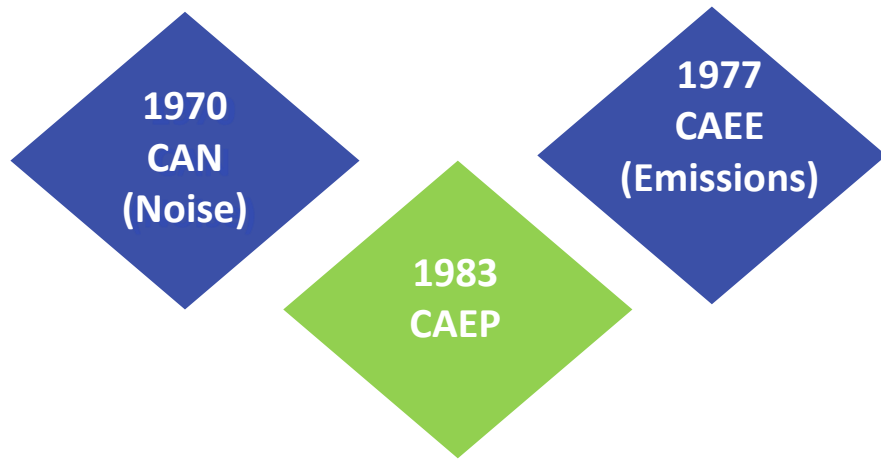 1970
CAN
(Noise)
1977
CAEE
(Emissions)
1983
CAEP